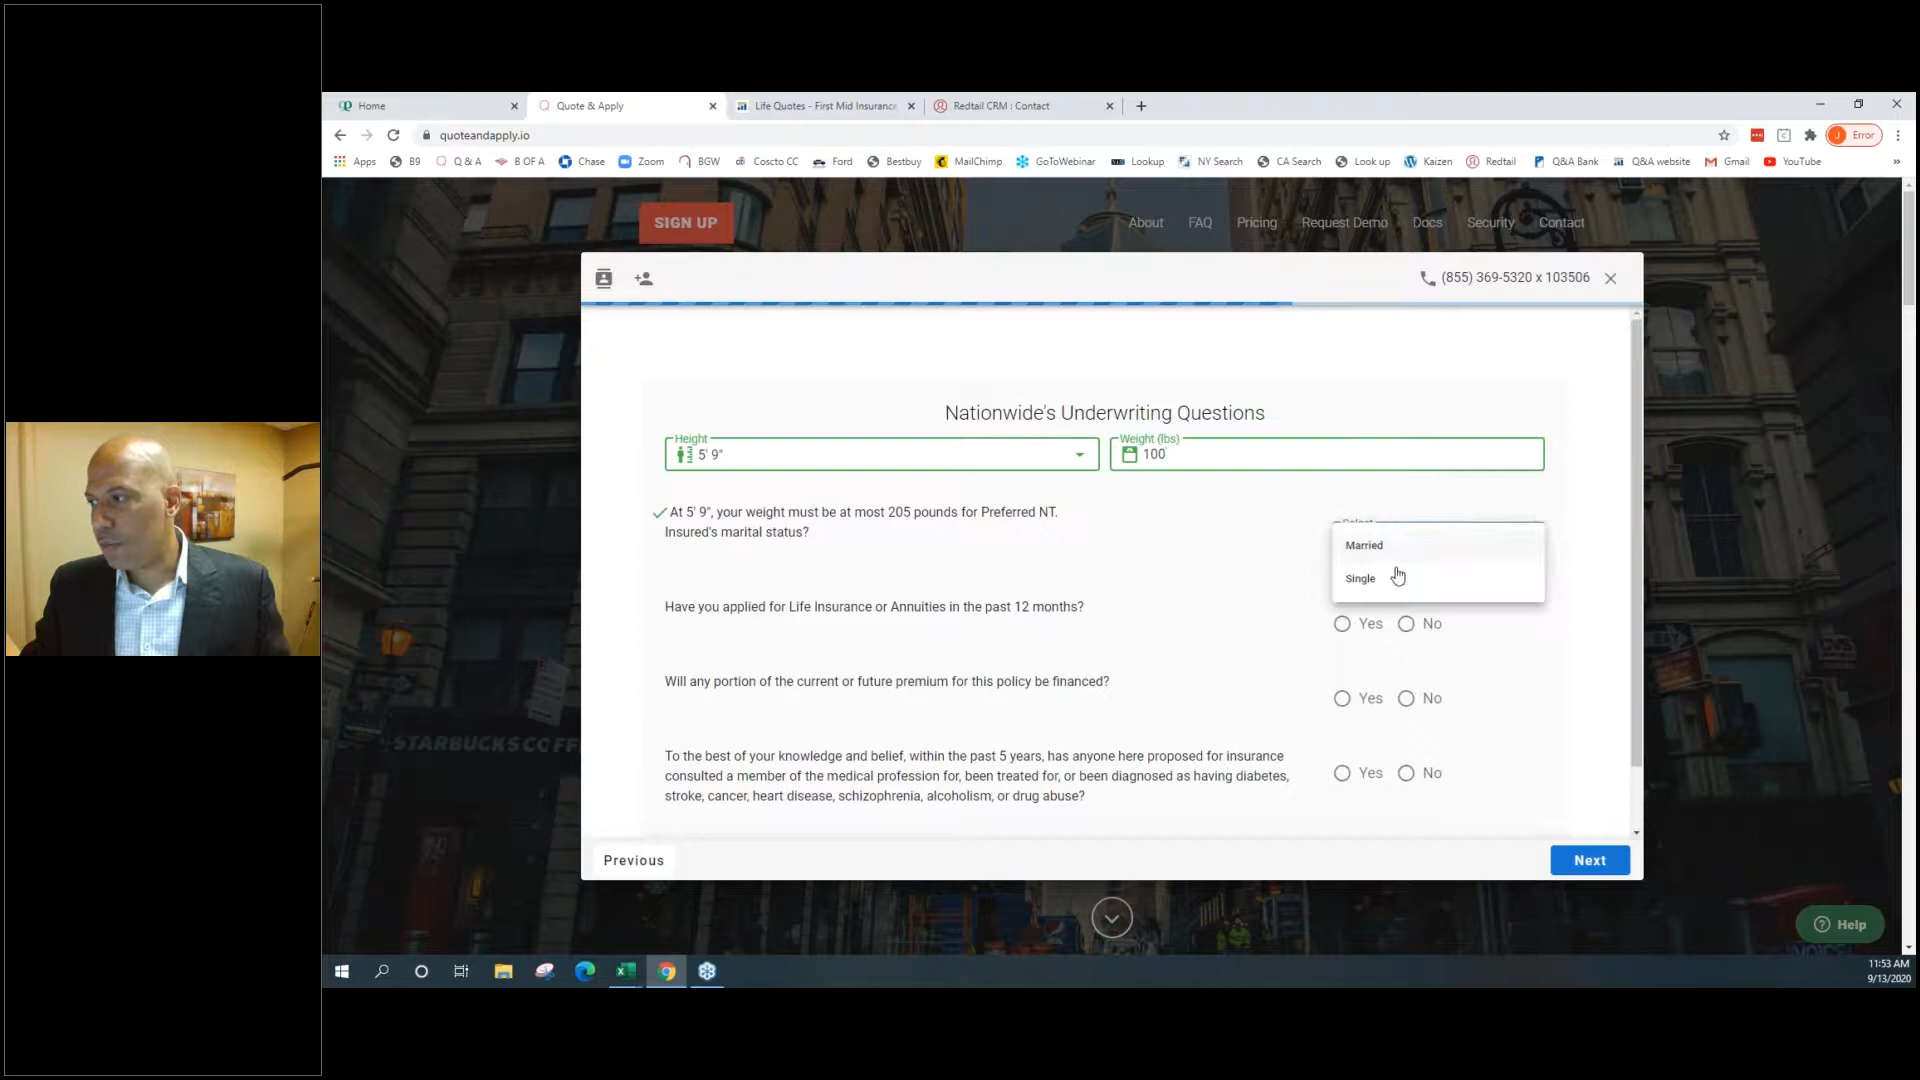 Home
Quote & Apply
Life Quotes - First Mid Insurance
Redtail CRM : Contact
quoteandapply.io
Error
Apps
B9
Q & A
B OF A
Chase
Zoom
BGW
Coscto CC
Ford
Bestbuy
MailChimp
GoToWebinar
Lookup
NY Search
CA Search
Look up
Kaizen
Redtail
Q&A Bank
Q&A website
Gmail
YouTube
SIGN UP
About
FAQ
Pricing
Request Demo
Docs
Security
Contact
(855) 369-5320 x 103506
Nationwide's Underwriting Questions
Height
5' 9"
Weight (lbs)
100
At 5' 9", your weight must be at most 205 pounds for Preferred NT.
Insured's marital status?
Married
Single
Have you applied for Life Insurance or Annuities in the past 12 months?
Yes No
Will any portion of the current or future premium for this policy be financed?
Yes No
To the best of your knowledge and belief, within the past 5 years, has anyone here proposed for insurance
consulted a member of the medical profession for, been treated for, or been diagnosed as having diabetes,
stroke, cancer, heart disease, schizophrenia, alcoholism, or drug abuse?
Yes No
Previous
Next
STARBUCKS COFF
Help
11:53 AM
9/13/2020